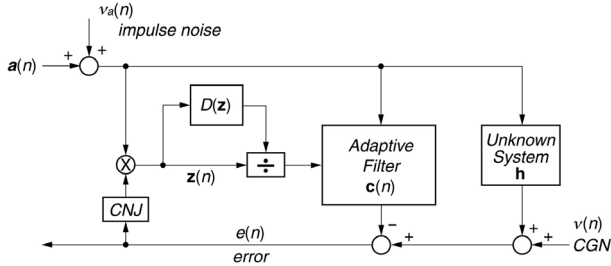 νa(n)
impulse noise
+
+
a(n)
D(z)
X
z(n)
÷
Adaptive
Filter
c(n)
Unknown
System
h
CNJ
e(n)
error
−
+
+
+
ν(n)
CGN